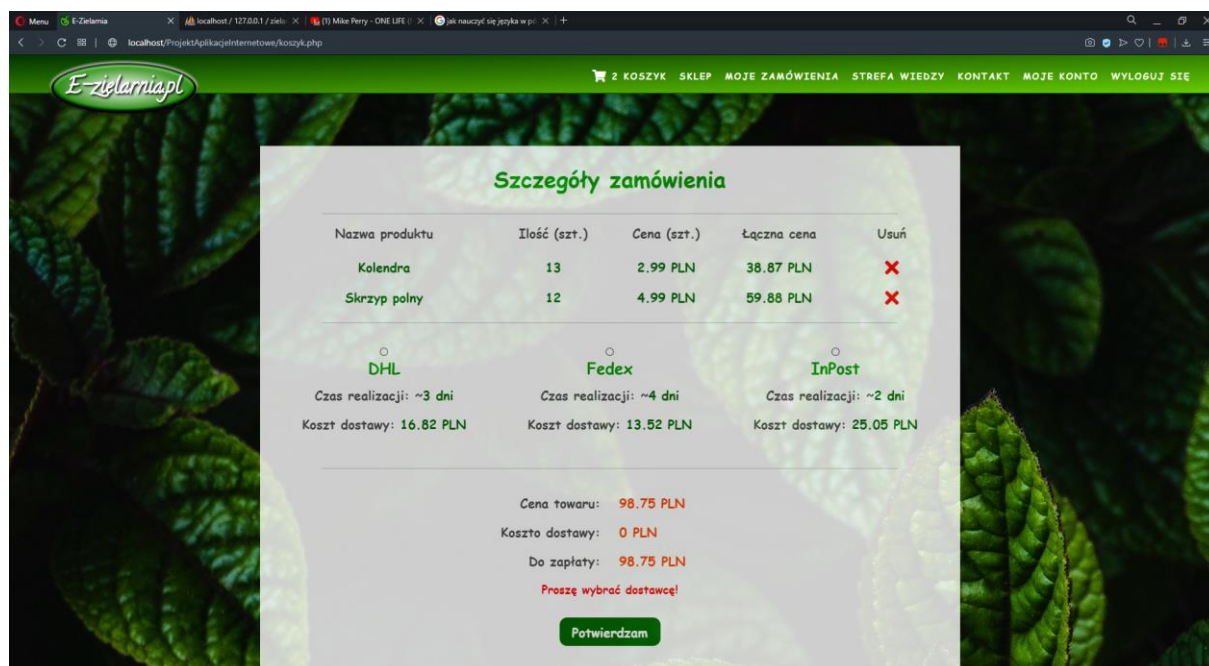 Menu E-Zielarnia localhost / 127.0.0.1 / zielar (1) Mike Perry - ONE LIFE ( jak nauczyć się języka w po
localhost/ProjektAplikacjeInternetowe/koszyk.php
E-zielarnia.pl
2 KOSZYK SKLEP MOJE ZAMÓWIENIA STREFA WIEDZY KONTAKT MOJE KONTO WYLOGUJ SIĘ
Szczegóły zamówienia
Nazwa produktu Ilość (szt.) Cena (szt.) Łączna cena Usuń
Kolendra 13 2.99 PLN 38.87 PLN
Skrzyp polny 12 4.99 PLN 59.88 PLN
DHL Fedex InPost
Czas realizacji: ~3 dni Czas realizacji: ~4 dni Czas realizacji: ~2 dni
Koszt dostawy: 16.82 PLN Koszt dostawy: 13.52 PLN Koszt dostawy: 25.05 PLN
Cena towaru: 98.75 PLN
Koszto dostawy: 0 PLN
Do zapłaty: 98.75 PLN
Proszę wybrać dostawcę!
Potwierdzam